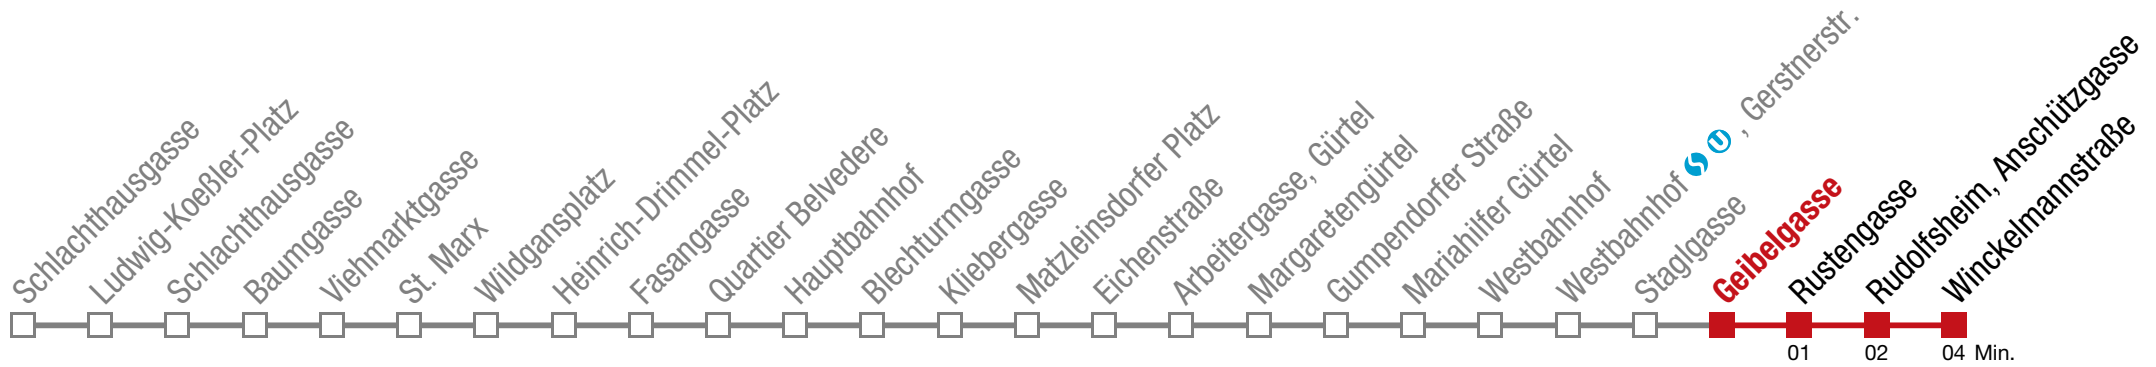 Schlachthausgasse
Ludwig-Koeßler-Platz
Schlachthausgasse
Baumgasse
Viehmarktgasse
St. Marx
Wildgansplatz
Heinrich-Drimmel-Platz
Fasangasse
Quartier Belvedere
Hauptbahnhof
Blechturmgasse
Kliebergasse
Matzleinsdorfer Platz
Eichenstraße
Arbeitergasse, Gürtel
Margaretengürtel
Gumpendorfer Straße
Mariahilfer Gürtel
Westbahnhof
Westbahnhof S U , Gerstnerstr.
Staglgasse
Geibelgasse
Rustengasse
Rudolfsheim, Anschützgasse
Winckelmannstraße
01 02 04 Min.